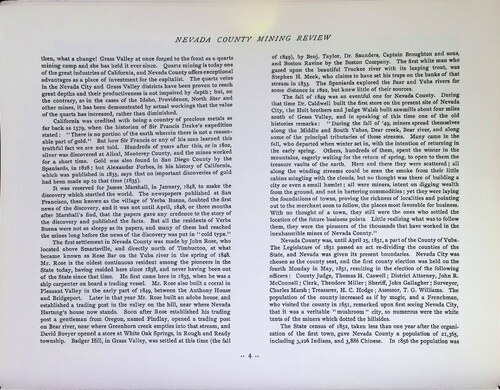 NEVADA COUNTY MINING REVIEW
then, what a change! Grass Valley at once forged to the front as a quartz
mining camp and she has held it ever since. Quartz mining is today one
of the great industries of California, and Nevada County offers exceptional
advantages as a place of investment for the capitalist. The quartz veins
in the Nevada City and Grass Valley districts have been proven to reach
great depths and their productiveness is not impaired by depth; but, on
the contrary, as in the cases of the Idaho, Providence, North Star and
other mines, it has been demonstrated by actual workings that the value
of the quartz has increased, rather than diminished.
California was credited with being a country of precious metals as
far back as 1579, when the historian of Sir Francis Drake's expedition
stated: "There is no portion of the earth wherein there is not a reason-
able part of gold." But how Sir Francis or any of his men learned this
truthful fact we are not told. Hundreds of years after this, or in 1802,
silver was discovered at Alisal, Monterey County, and the mines worked
for a short time. Gold was also found in San Diego County by the
Spaniards, in 1828; but Alexander Forbes, in his history of California,
which was published in 1835, says that no important discoveries of gold
had been made up to that time (1835).
It was reserved for James Marshall, in January, 1848, to make the
discovery which startled the world. The newspapers published at San
Francisco, then known as the village of Yerba Buena, doubted the first
news of the discovery, and it was not until April, 1848, or three months
after Marshall's find, that the papers gave any credence to the story of
the discovery and published the facts. But all the residents of Yerba
Buena were not as sleepy as its papers, and many of them had reached
the mines long before the news of the discovery was put in "cold type."
The first settlement in Nevada County was made by John Rose, who
located above Smartsville, and directly north of Timbuctoo, at what
became known as Rose Bar on the Yuba river in the spring of 1848.
Mr. Rose is the oldest continuous resident among the pioneers in the
State today, having resided here since 1838, and never having been out
of the State since that time. He first came here in 1833, when he was a
ship carpenter on board a trading vessel. Mr. Rose also built a corral in
Pleasant Valley in the early part of 1849, between the Anthony House
and Bridgeport. Later in that year Mr. Rose built an adobe house, and
established a trading post in the valley on the hill, near where Nevada
Hartung's house now stands. Soon after Rose established his trading
post a gentleman from Oregon, named Findlay, opened a trading post
on Bear river, near where Greenhorn creek empties into that stream, and
David Bovyer opened a store at White Oak Springs, in Rough and Ready
township. Badger Hill, in Grass Valley, was settled at this time (the fall
of 1849), by Benj. Taylor, Dr. Saunders, Captain Broughton and sons,
and Boston Ravine by the Boston Company. The first white man who
gazed upon the beautiful Truckee river with its leaping trout, was
Stephen H. Meek, who claims to have set his traps on the banks of that
stream in 1833. The Spaniards explored the Bear and Yuba rivers for
some distance in 1820, but knew little of their sources.
The fall of 1849 was an eventful one for Nevada County. During
that time Dr. Caldwell built the first store on the present site of Nevada
City, the Holt brothers and Judge Walsh built sawmills about four miles
south of Grass Valley, and in speaking of this time one of the old
histories remarks: "During the fall of '49, miners spread themselves
along the Middle and South Yubas, Deer creek, Bear river, and along
some of the principal tributaries of those streams. Many came in the
fall, who departed when winter set in, with the intention of returning in
the early spring. Others, hundreds of them, spent the winter in the
mountains, eagerly waiting for the return of spring, to open to them the
treasure vaults of the earth. Here and there they were scattered; all
along the winding streams could be seen the smoke from their little
cabins mingling with the clouds, but no thought was there of building a
city or even a small hamlet; all were miners, intent on digging wealth
from the ground, and not in bartering commodities; yet they were laying
the foundations of towns, proving the richness of localities and pointing
out to the merchant soon to follow, the places most favorable for business.
With no thought of a town, they still were the ones who settled the
location of the future business points. Little realizing what to follow from
them, they were the pioneers of the thousands that have worked in the
inexhaustible mines of Nevada County."
Nevada County was, until April 25, 1851, a part of the County of Yuba.
The Legislature of 1851 passed an act re-dividing the counties of the
State, and Nevada was given its present boundaries. Nevada City was
chosen as the county seat, and the first county election was held on the
fourth Monday in May, 1851, resulting in the election of the following
officers: County Judge, Thomas H. Caswell; District Attorney, John R.
McConnell; Clerk, Theodore Miller; Sheriff, John Gallagher; Surveyor,
Charles Marsh; Treasurer, H. C. Hodge; Assessor, T. G. Williams. The
population of the county increased as if by magic, and a Frenchman,
who visited the county in 1851, remarked upon first seeing Nevada City,
that it was a veritable "mushroom" city, so numerous were the white
tents of the miners which dotted the hillsides.
The State census of 1852, taken less than one year after the organi-
sation of the first town, gave Nevada County a population of 21,365,
including 3,226 Indians, and 3,886 Chinese. In 1856 the population was
-- 4 --